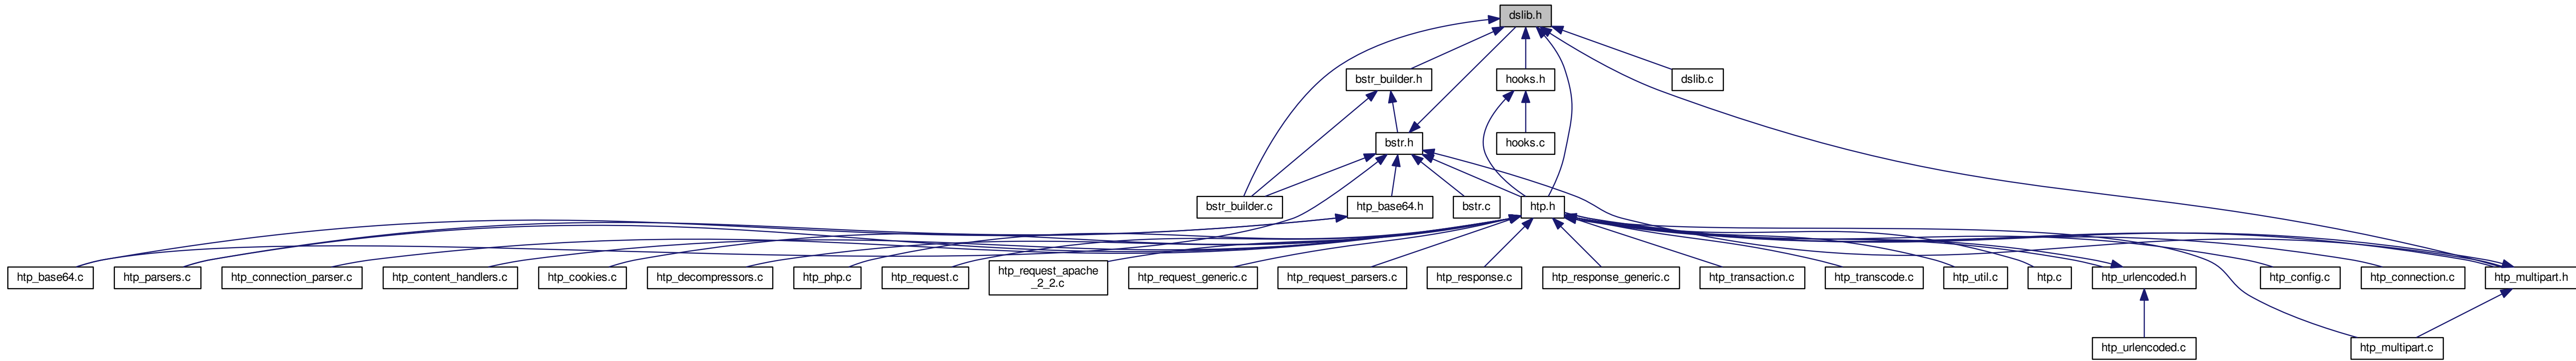 dslib.h
bstr_builder.h
hooks.h
dslib.c
bstr.h
hooks.c
bstr_builder.c
htp_base64.h
bstr.c
htp.h
htp_base64.c
htp_parsers.c
htp_connection_parser.c
htp_content_handlers.c
htp_cookies.c
htp_decompressors.c
htp_php.c
htp_request.c
htp_request_apache
_2_2.c
htp_request_generic.c
htp_request_parsers.c
htp_response.c
htp_response_generic.c
htp_transaction.c
htp_transcode.c
htp_util.c
htp.c
htp_urlencoded.h
htp_config.c
htp_connection.c
htp_multipart.h
htp_urlencoded.c
htp_multipart.c